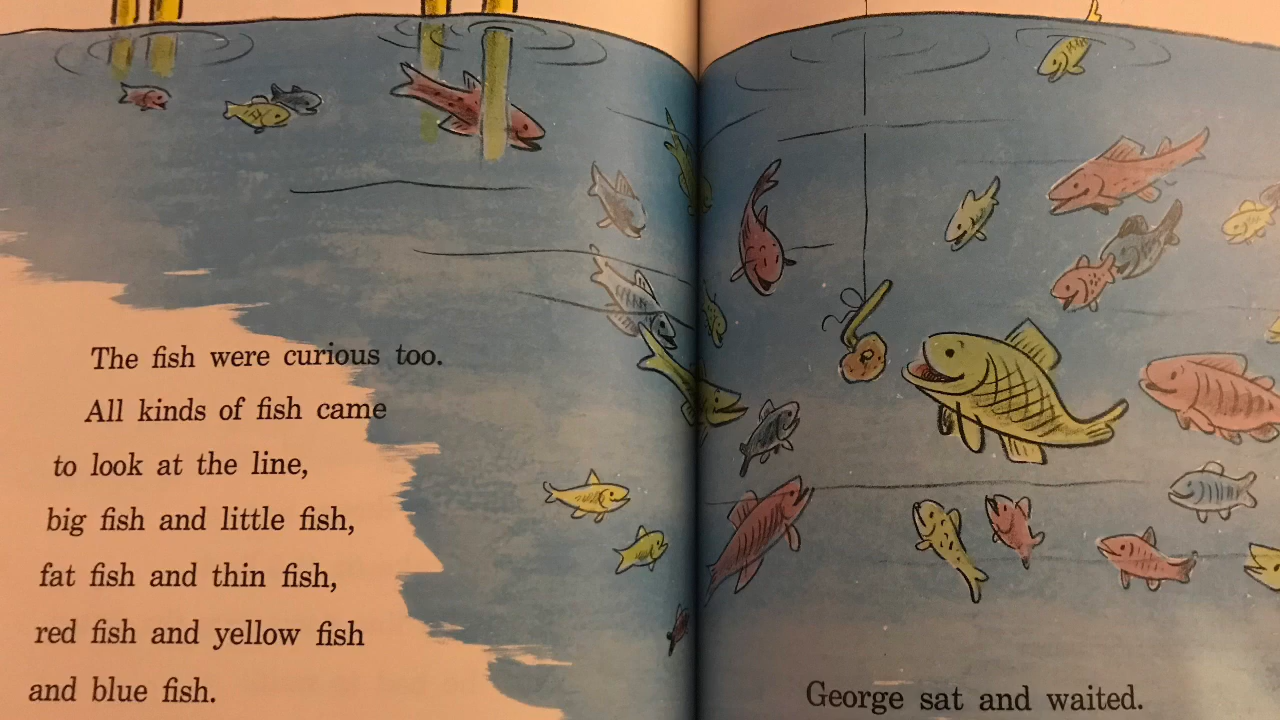 The fish were curious too.
All kinds of fish came
to look at the line,
big fish and little fish,
fat fish and thin fish,
red fish and yellow fish
and blue fish.
George sat and waited.